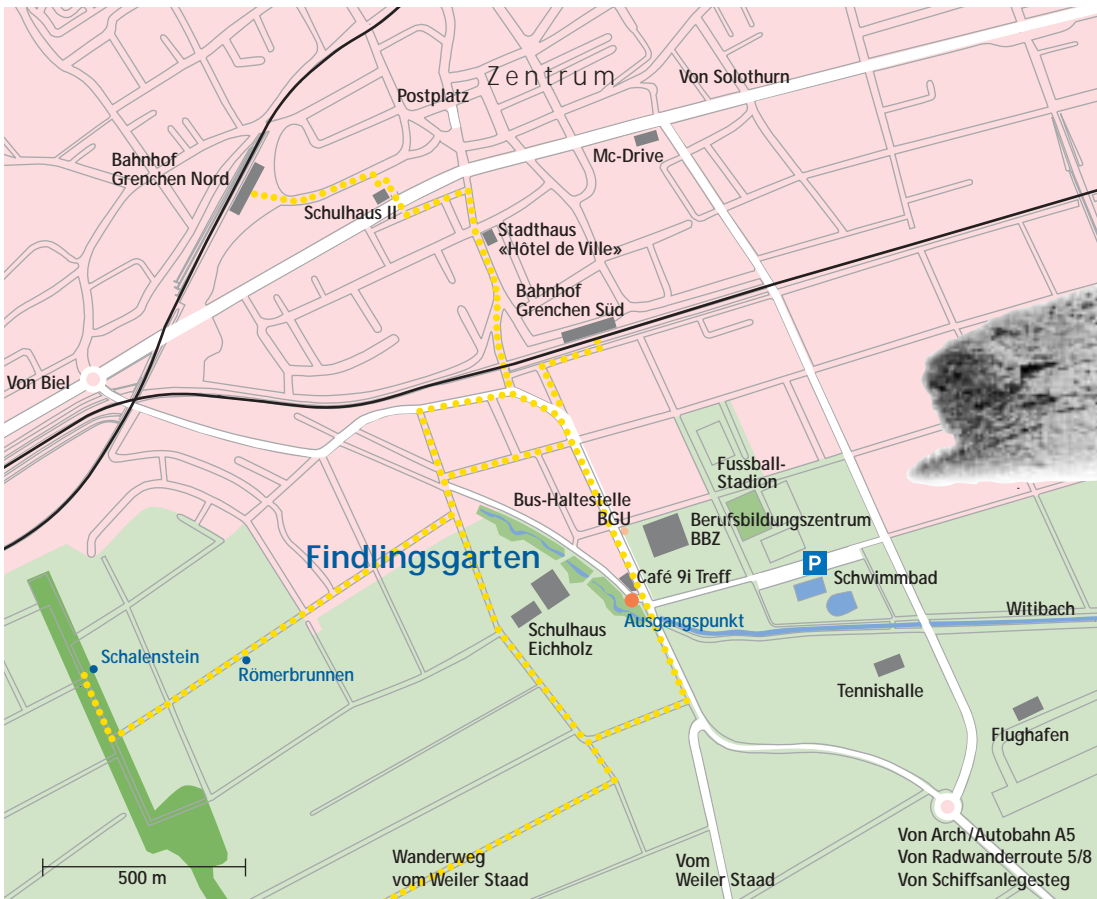 Zentrum
Von Solothurn
Postplatz
Mc-Drive
Bahnhof
Grenchen Nord
Schulhaus II
Stadthaus
«Hôtel de Ville»
Bahnhof
Grenchen Süd
Von Biel
Fussball-
Stadion
Bus-Haltestelle
BGU
Berufsbildungszentrum
BBZ
Findlingsgarten
P
Café 9i Treff
Schwimmbad
Ausgangspunkt
Witibach
Schulhaus
Eichholz
Schalenstein
Römerbrunnen
Tennishalle
Flughafen
500 m
Wanderweg
vom Weiler Staad
Vom
Weiler Staad
Von Arch/Autobahn A5
Von Radwanderroute 5/8
Von Schiffsanlegesteg